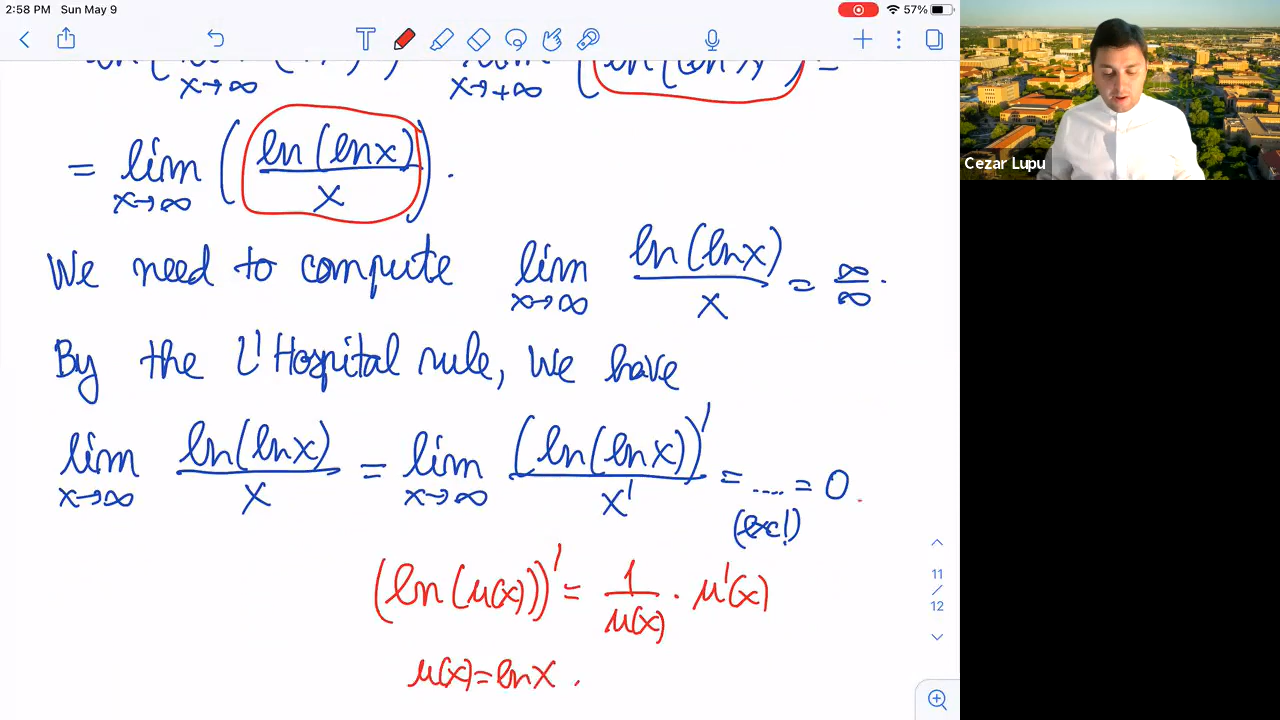 2:58 PM Sun May 9
57%
x→∞ x→+∞
= lim x→∞ ( ln(lnx) / x ) .
Cezar Lupu
We need to compute lim x→∞ ln(lnx) / x = ∞/∞ .
By the L'Hospital rule, we have
lim x→∞ ln(lnx) / x = lim x→∞ (ln(lnx))' / x' = .... = 0 .
(exc!)
(ln(u(x)))' = 1/u(x) · u'(x)
u(x) = lnx .
11 / 12